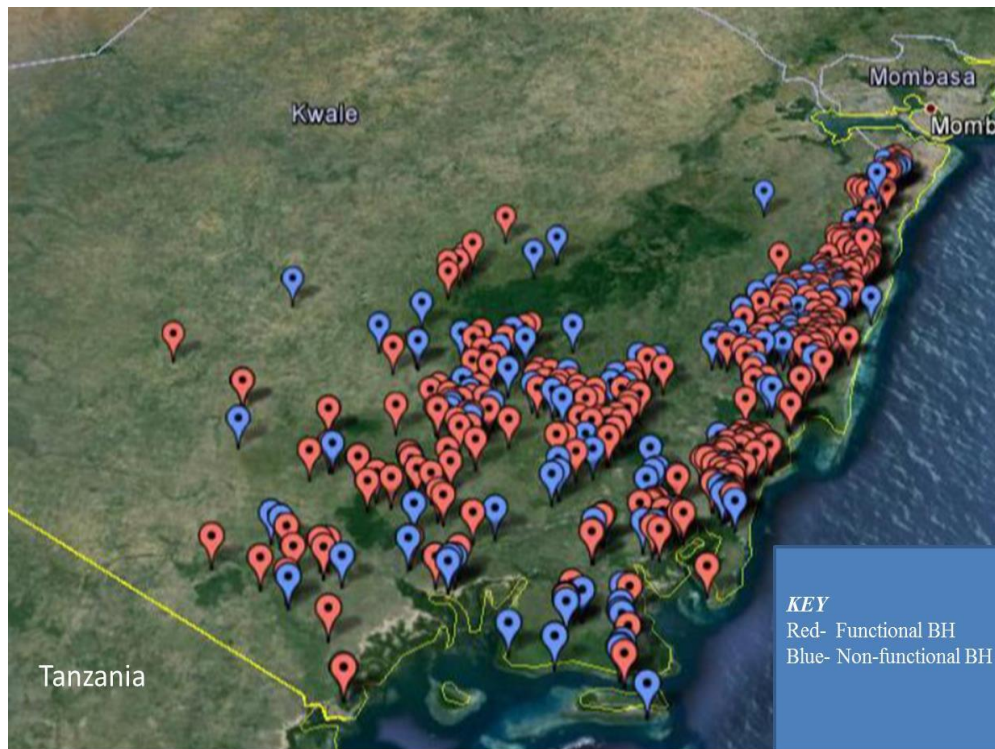 Mombasa
Kwale
Momb
KEY
Red- Functional BH
Blue- Non-functional BH
Tanzania